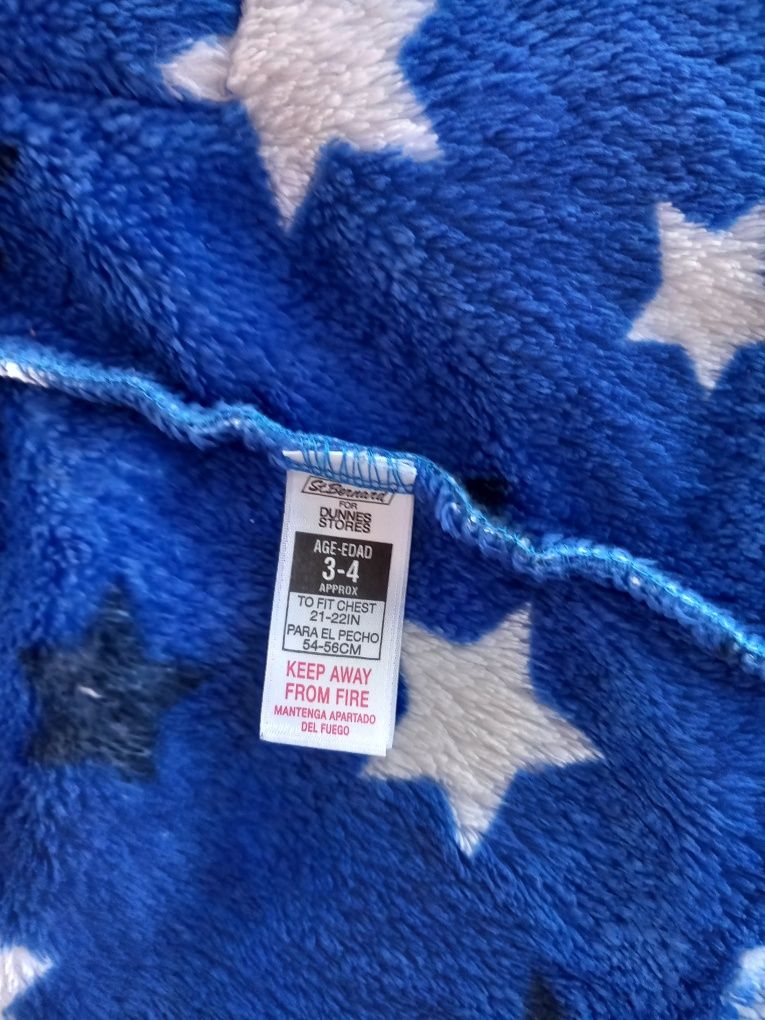 St. Bernard
FOR
DUNNES
STORES
AGE-EDAD
3-4
APPROX
TO FIT CHEST
21-22IN
PARA EL PECHO
54-56CM
KEEP AWAY
FROM FIRE
MANTENGA APARTADO
DEL FUEGO